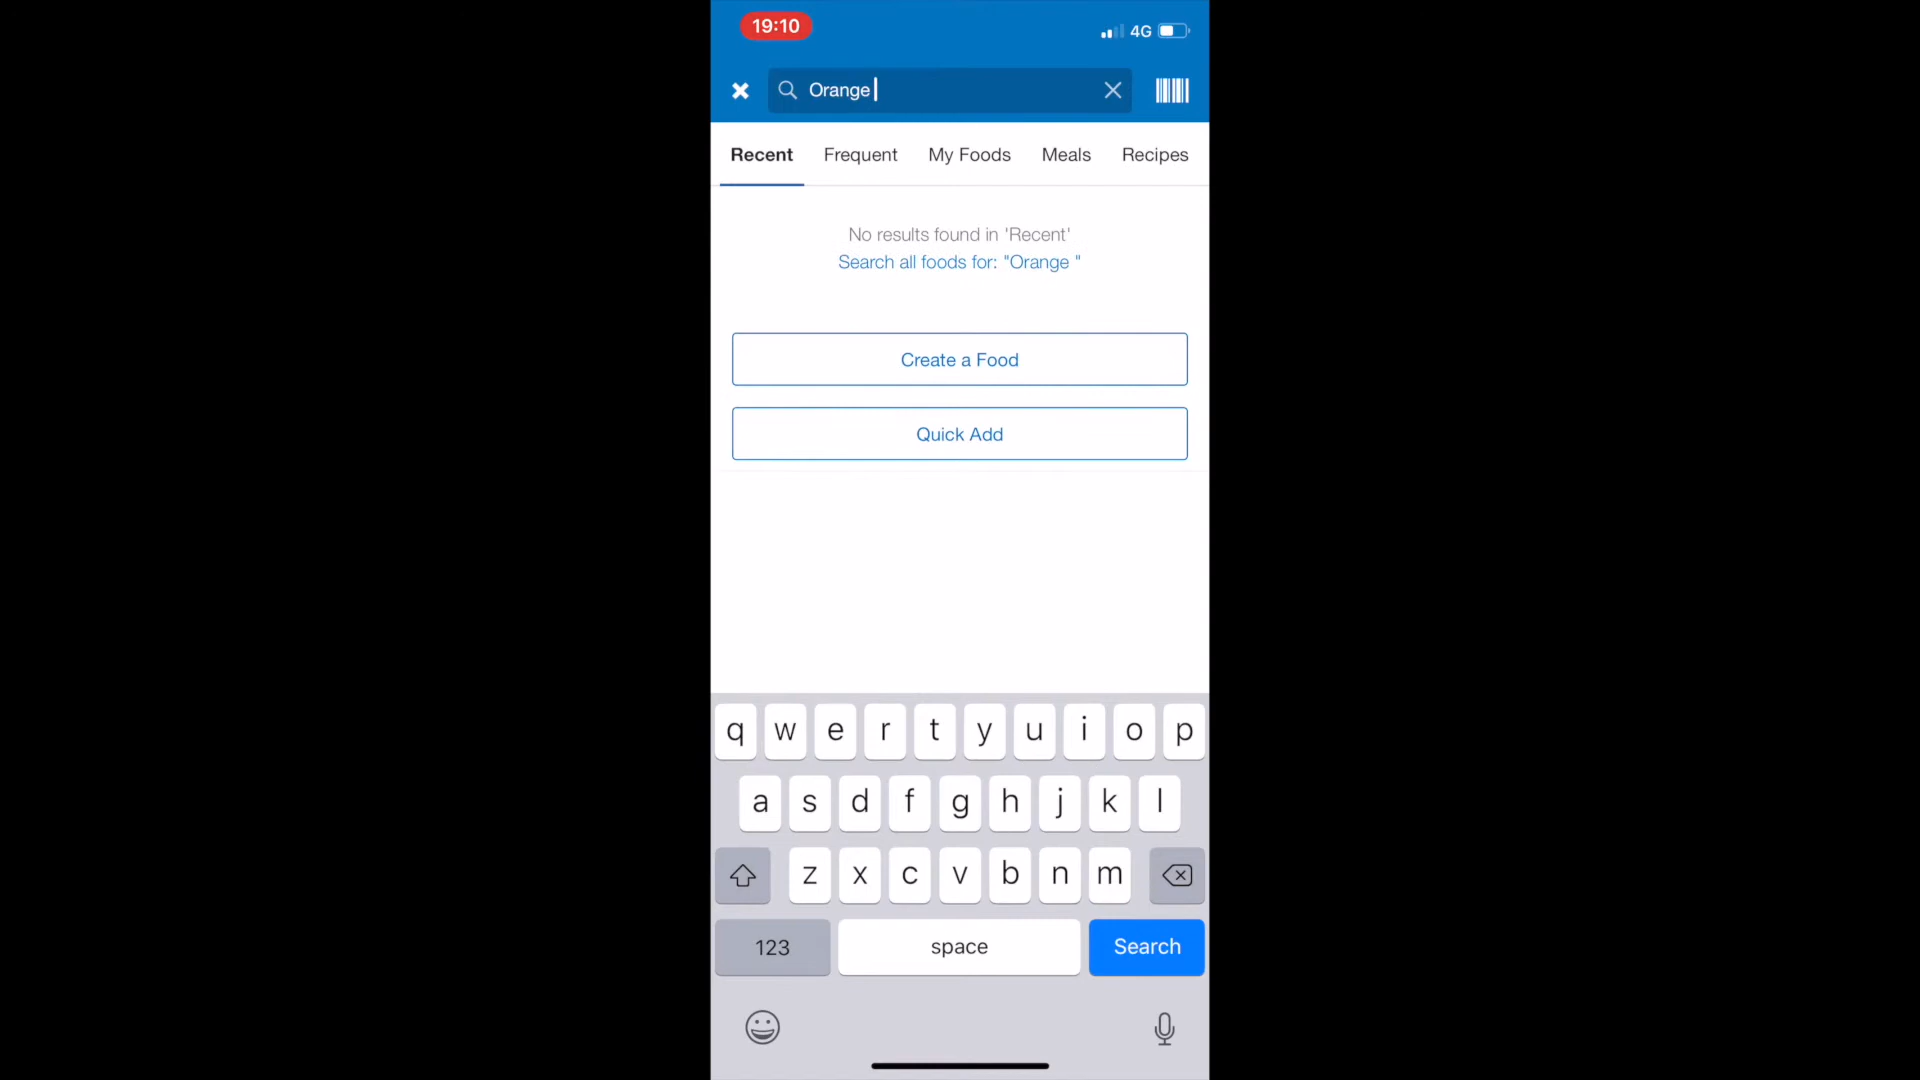 19:10
4G
Orange
Recent Frequent My Foods Meals Recipes
No results found in 'Recent'
Search all foods for: "Orange "
Create a Food
Quick Add
q w e r t y u i o p
a s d f g h j k l
z x c v b n m
123 space Search